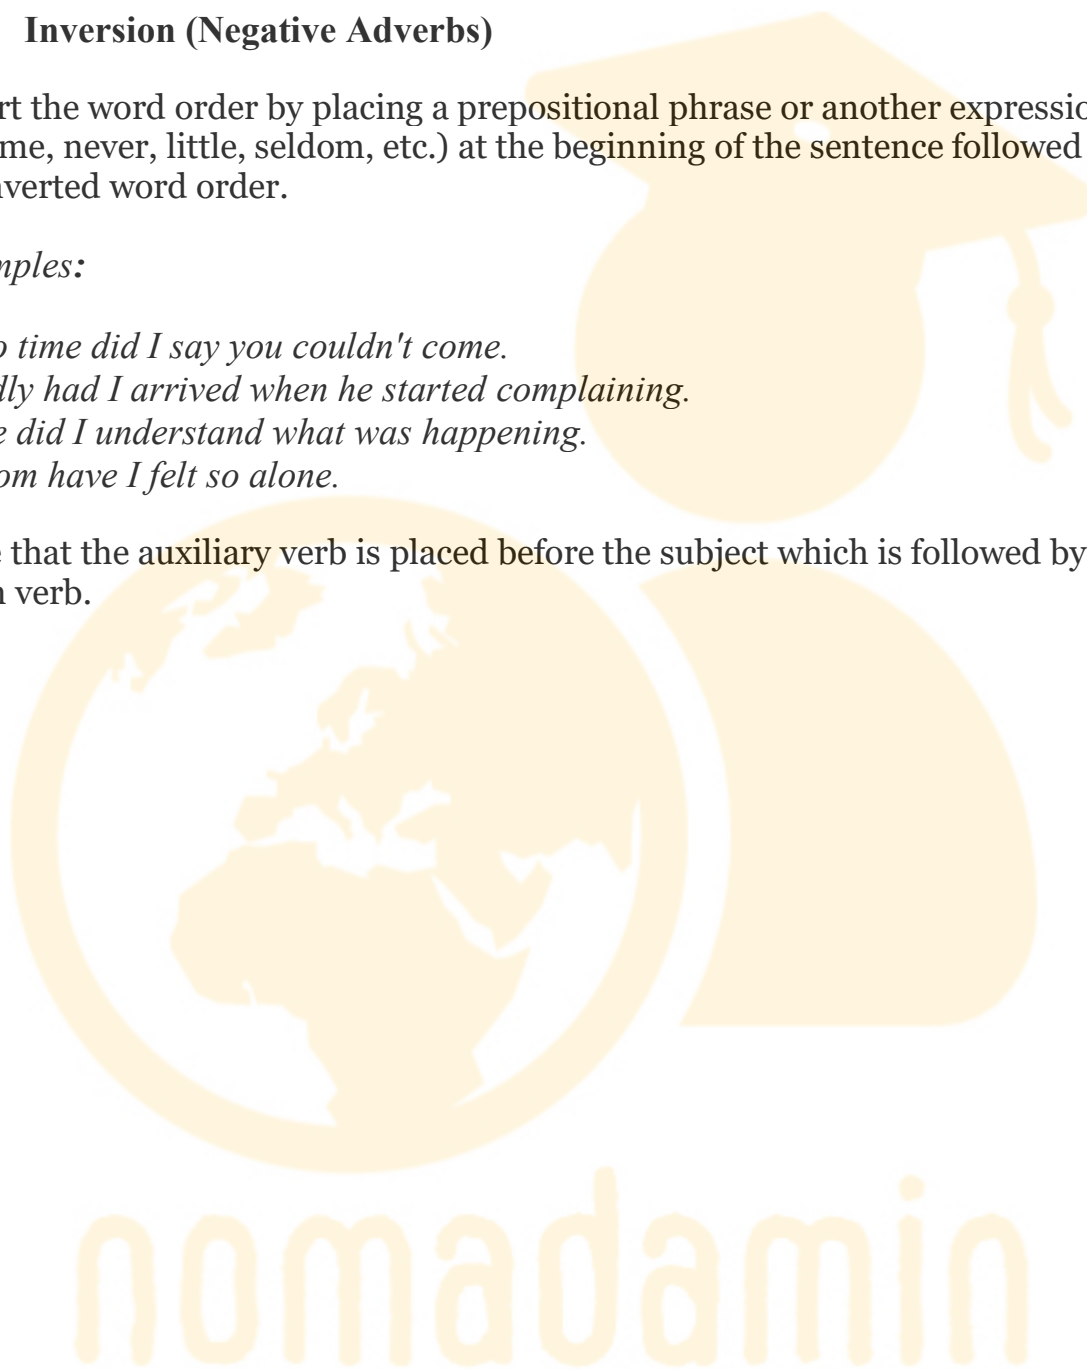 Inversion (Negative Adverbs)
rt the word order by placing a prepositional phrase or another expressio
me, never, little, seldom, etc.) at the beginning of the sentence followed
nverted word order.
mples:
o time did I say you couldn't come.
dly had I arrived when he started complaining.
e did I understand what was happening.
om have I felt so alone.
e that the auxiliary verb is placed before the subject which is followed by
n verb.
nomadamin